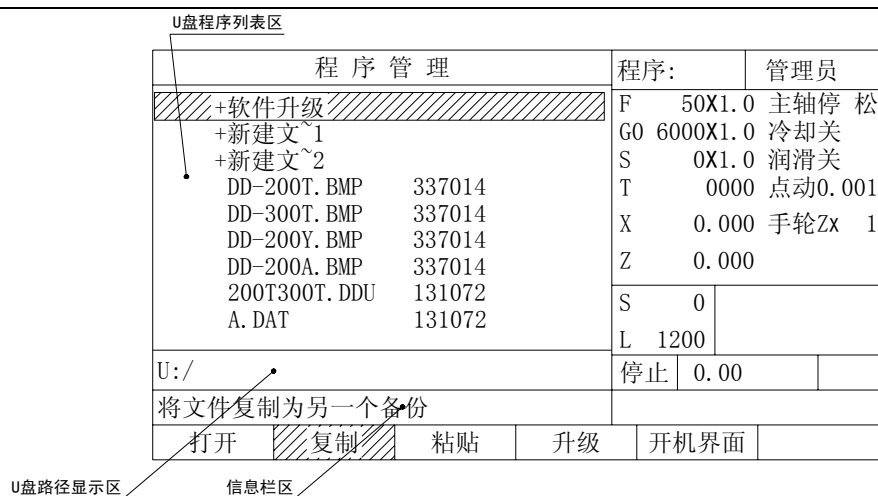 U盘程序列表区
程 序 管 理
程序: 管理员
+软件升级
+新建文~1
+新建文~2
DD-200T.BMP 337014
DD-300T.BMP 337014
DD-200Y.BMP 337014
DD-200A.BMP 337014
200T300T.DDU 131072
A.DAT 131072
F 50X1.0 主轴停 松
G0 6000X1.0 冷却关
S 0X1.0 润滑关
T 0000 点动0.001
X 0.000 手轮Zx 1
Z 0.000
S 0
L 1200
U:/
停止 0.00
将文件复制为另一个备份
打开 复制 粘贴 升级 开机界面
U盘路径显示区 信息栏区